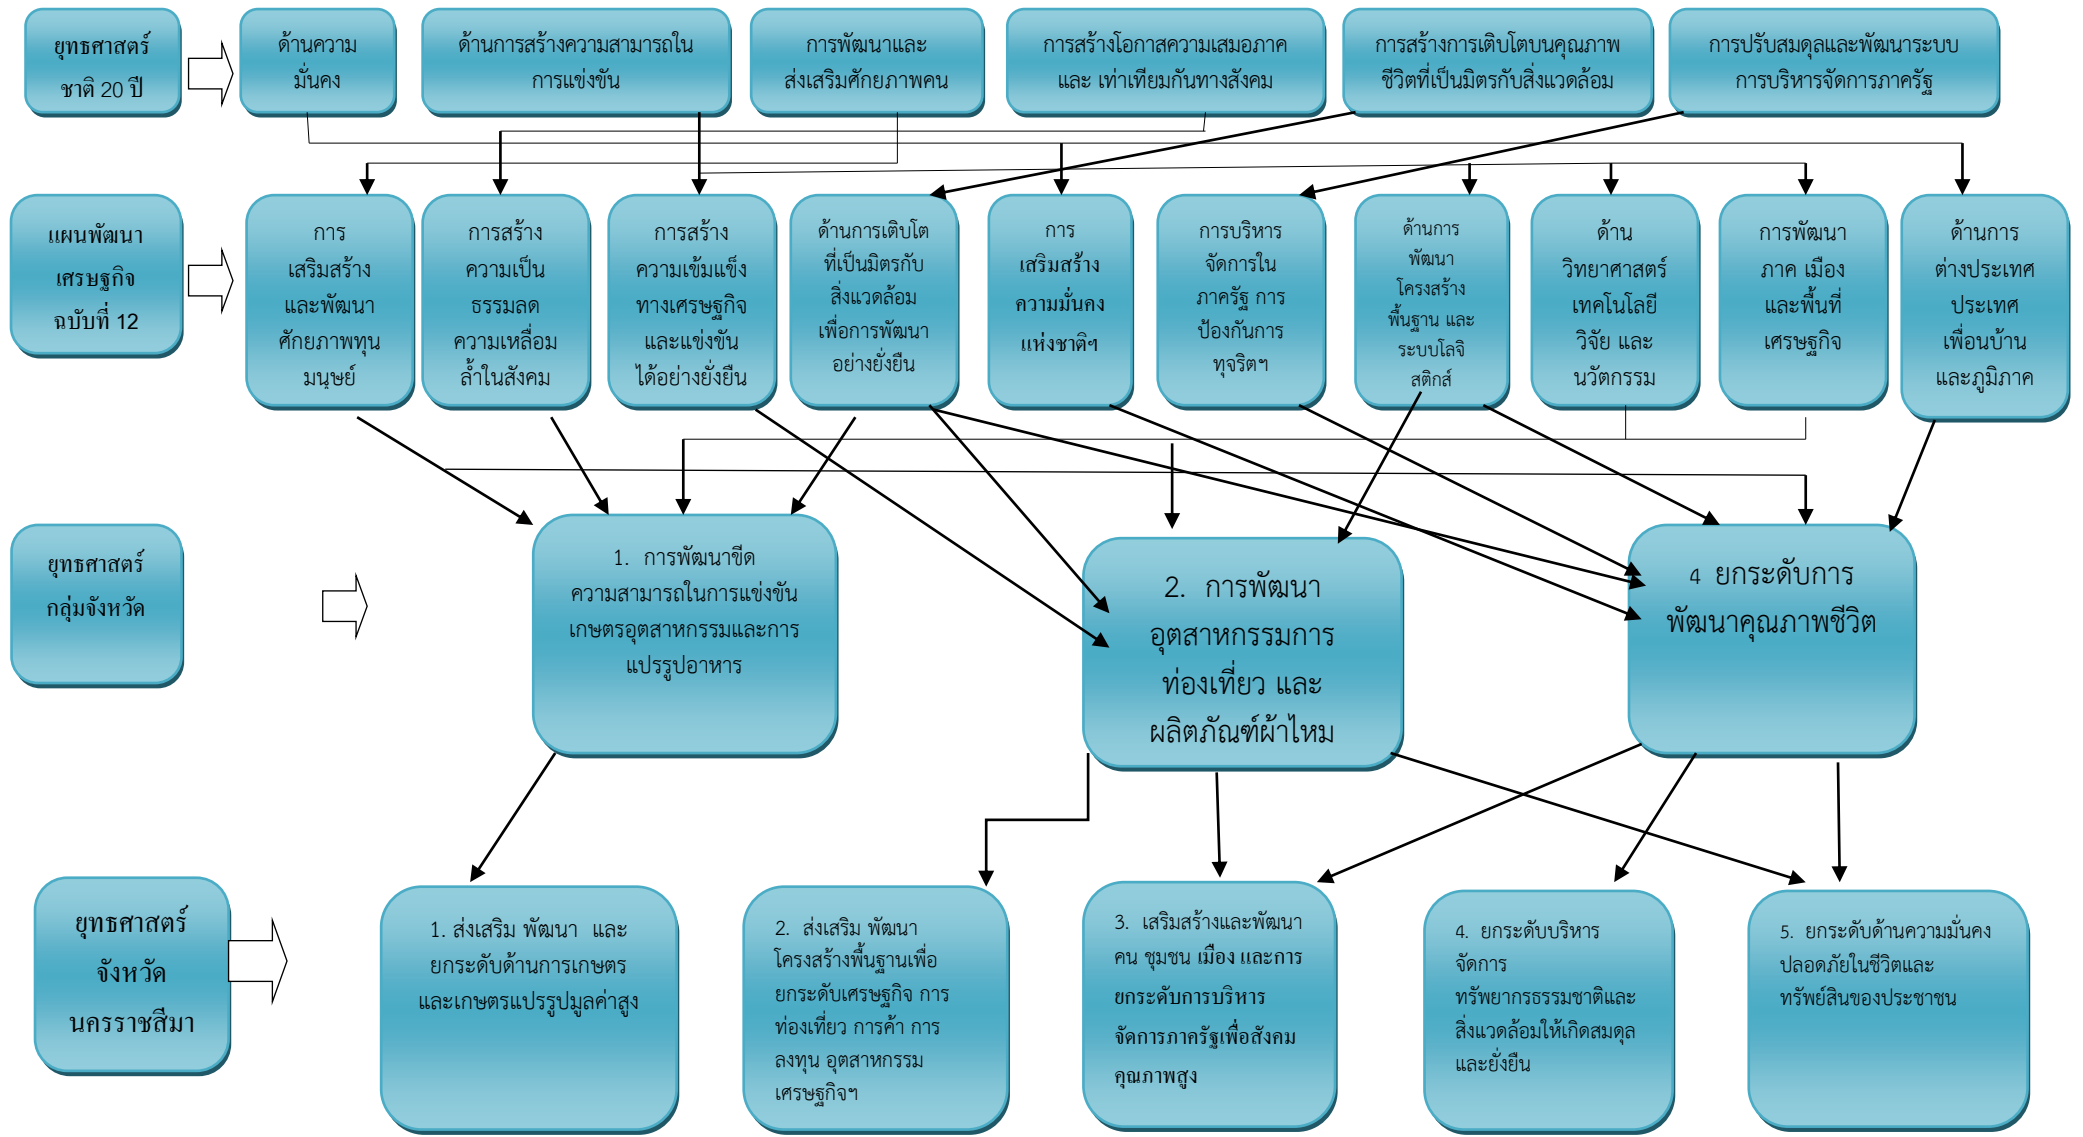 ยุทธศาสตร์
ชาติ 20 ปี
ด้านความ
มั่นคง
ด้านการสร้างความสามารถใน
การแข่งขัน
การพัฒนาและ
ส่งเสริมศักยภาพคน
การสร้างโอกาสความเสมอภาค
และ เท่าเทียมกันทางสังคม
การสร้างการเติบโตบนคุณภาพ
ชีวิตที่เป็นมิตรกับสิ่งแวดล้อม
การปรับสมดุลและพัฒนาระบบ
การบริหารจัดการภาครัฐ
แผนพัฒนา
เศรษฐกิจ
ฉบับที่ 12
การ
เสริมสร้าง
และพัฒนา
ศักยภาพทุน
มนุษย์
การสร้าง
ความเป็น
ธรรมลด
ความเหลื่อม
ล้ำในสังคม
การสร้าง
ความเข้มแข็ง
ทางเศรษฐกิจ
และแข่งขัน
ได้อย่างยั่งยืน
ด้านการเติบโต
ที่เป็นมิตรกับ
สิ่งแวดล้อม
เพื่อการพัฒนา
อย่างยั่งยืน
การ
เสริมสร้าง
ความมั่นคง
แห่งชาติฯ
การบริหาร
จัดการใน
ภาครัฐ การ
ป้องกันการ
ทุจริตฯ
ด้านการ
พัฒนา
โครงสร้าง
พื้นฐาน และ
ระบบโลจิ
สติกส์
ด้าน
วิทยาศาสตร์
เทคโนโลยี
วิจัย และ
นวัตกรรม
การพัฒนา
ภาค เมือง
และพื้นที่
เศรษฐกิจ
ด้านการ
ต่างประเทศ
ประเทศ
เพื่อนบ้าน
และภูมิภาค
ยุทธศาสตร์
กลุ่มจังหวัด
1. การพัฒนาขีด
ความสามารถในการแข่งขัน
เกษตรอุตสาหกรรมและการ
แปรรูปอาหาร
2. การพัฒนา
อุตสาหกรรมการ
ท่องเที่ยว และ
ผลิตภัณฑ์ผ้าไหม
4 ยกระดับการ
พัฒนาคุณภาพชีวิต
ยุทธศาสตร์
จังหวัด
นครราชสีมา
1. ส่งเสริม พัฒนา และ
ยกระดับด้านการเกษตร
และเกษตรแปรรูปมูลค่าสูง
2. ส่งเสริม พัฒนา
โครงสร้างพื้นฐานเพื่อ
ยกระดับเศรษฐกิจ การ
ท่องเที่ยว การค้า การ
ลงทุน อุตสาหกรรม
เศรษฐกิจฯ
3. เสริมสร้างและพัฒนา
คน ชุมชน เมือง และการ
ยกระดับการบริหาร
จัดการภาครัฐเพื่อสังคม
คุณภาพสูง
4. ยกระดับบริหาร
จัดการ
ทรัพยากรธรรมชาติและ
สิ่งแวดล้อมให้เกิดสมดุล
และยั่งยืน
5. ยกระดับด้านความมั่นคง
ปลอดภัยในชีวิตและ
ทรัพย์สินของประชาชน